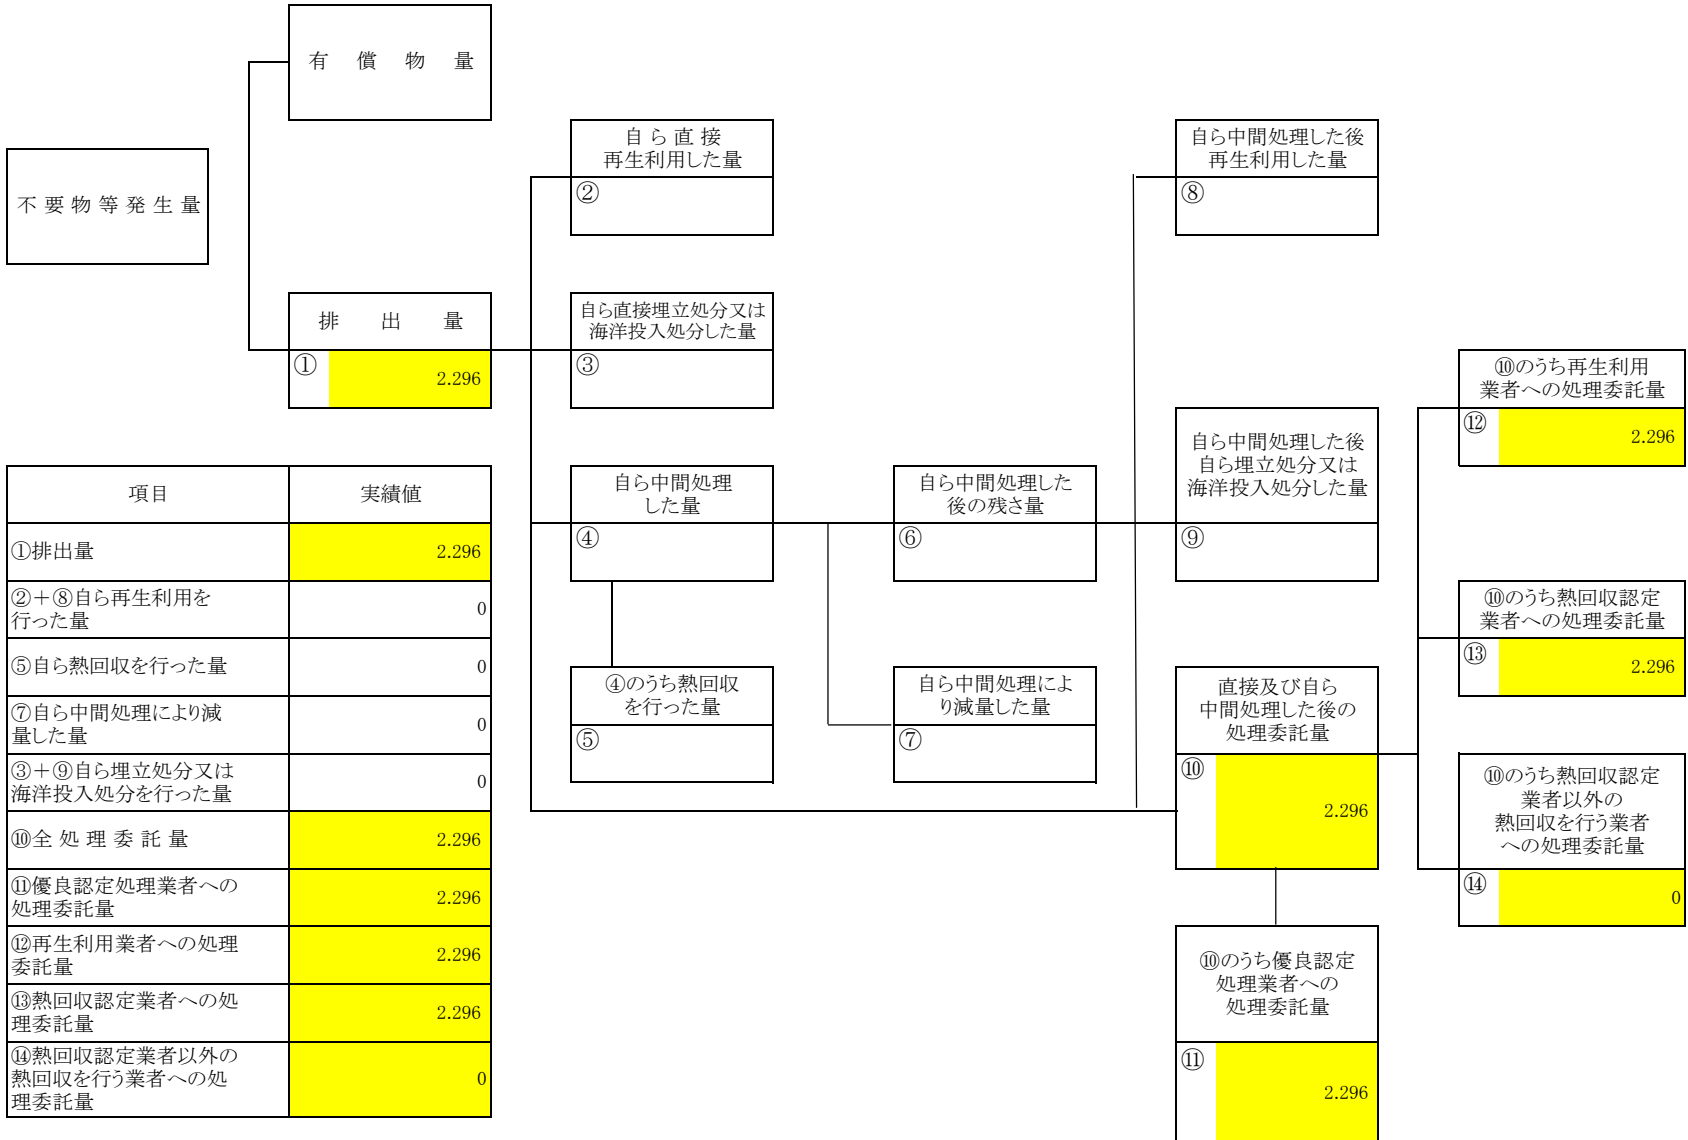 有 償 物 量
不 要 物 等 発 生 量
排 出 量
①
2.296
自 ら 直 接
再生利用した量
②
自ら直接埋立処分又は
海洋投入処分した量
③
自ら中間処理
した量
④
④のうち熱回収
を行った量
⑤
自ら中間処理した
後の残さ量
⑥
自ら中間処理によ
り減量した量
⑦
自ら中間処理した後
再生利用した量
⑧
自ら中間処理した後
自ら埋立処分又は
海洋投入処分した量
⑨
直接及び自ら
中間処理した後の
処理委託量
⑩
2.296
⑩のうち優良認定
処理業者への
処理委託量
⑪
2.296
⑩のうち再生利用
業者への処理委託量
⑫
2.296
⑩のうち熱回収認定
業者への処理委託量
⑬
2.296
⑩のうち熱回収認定
業者以外の
熱回収を行う業者
への処理委託量
⑭
0
項目 実績値
①排出量 2.296
②＋⑧自ら再生利用を
行った量
0
⑤自ら熱回収を行った量 0
⑦自ら中間処理により減
量した量
0
③＋⑨自ら埋立処分又は
海洋投入処分を行った量
0
⑩全 処 理 委 託 量 2.296
⑪優良認定処理業者への
処理委託量
2.296
⑫再生利用業者への処理
委託量
2.296
⑬熱回収認定業者への処
理委託量
2.296
⑭熱回収認定業者以外の
熱回収を行う業者への処
理委託量
0